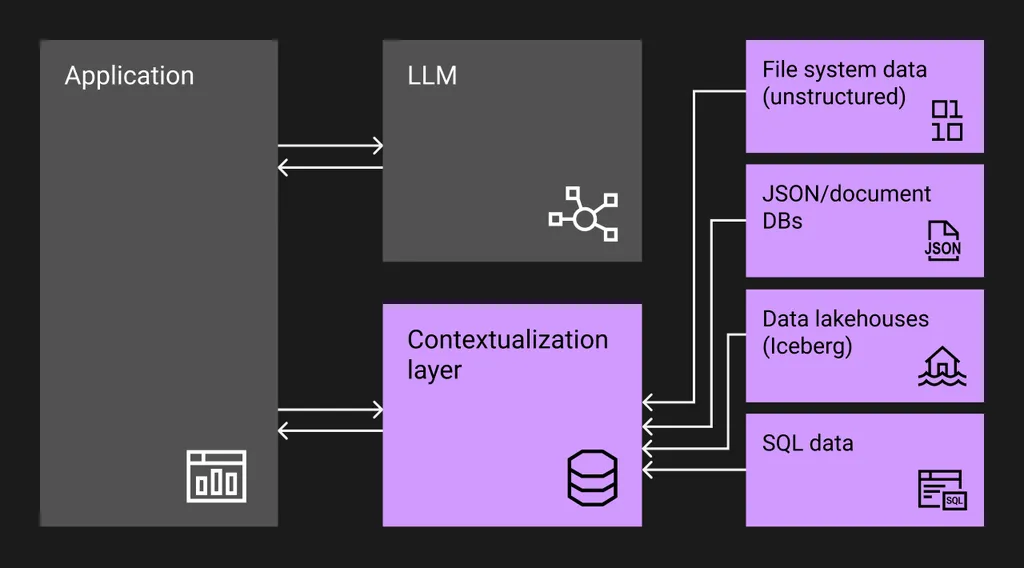 Application
LLM
File system data
(unstructured)
01
10
JSON/document
DBs
JSON
Contextualization
layer
Data lakehouses
(Iceberg)
SQL data
SQL